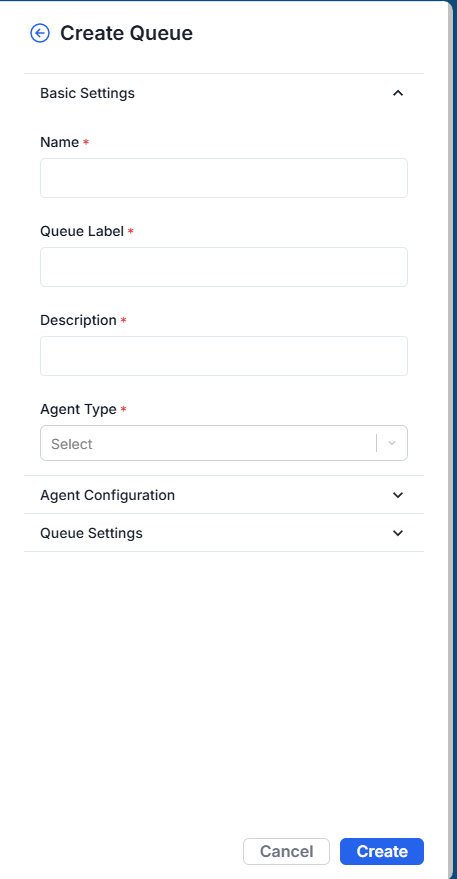 Create Queue
Basic Settings
Name *
Queue Label *
Description *
Agent Type *
Select
Agent Configuration
Queue Settings
Cancel Create